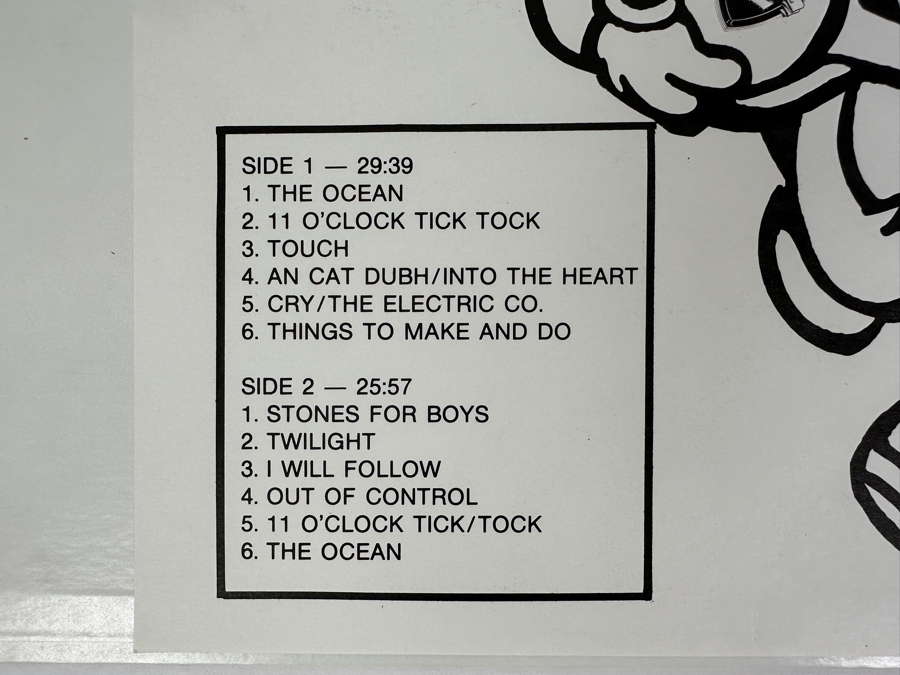 SIDE 1 — 29:39
1. THE OCEAN
2. 11 O'CLOCK TICK TOCK
3. TOUCH
4. AN CAT DUBH/INTO THE HEART
5. CRY/THE ELECTRIC CO.
6. THINGS TO MAKE AND DO
SIDE 2 — 25:57
1. STONES FOR BOYS
2. TWILIGHT
3. I WILL FOLLOW
4. OUT OF CONTROL
5. 11 O'CLOCK TICK/TOCK
6. THE OCEAN